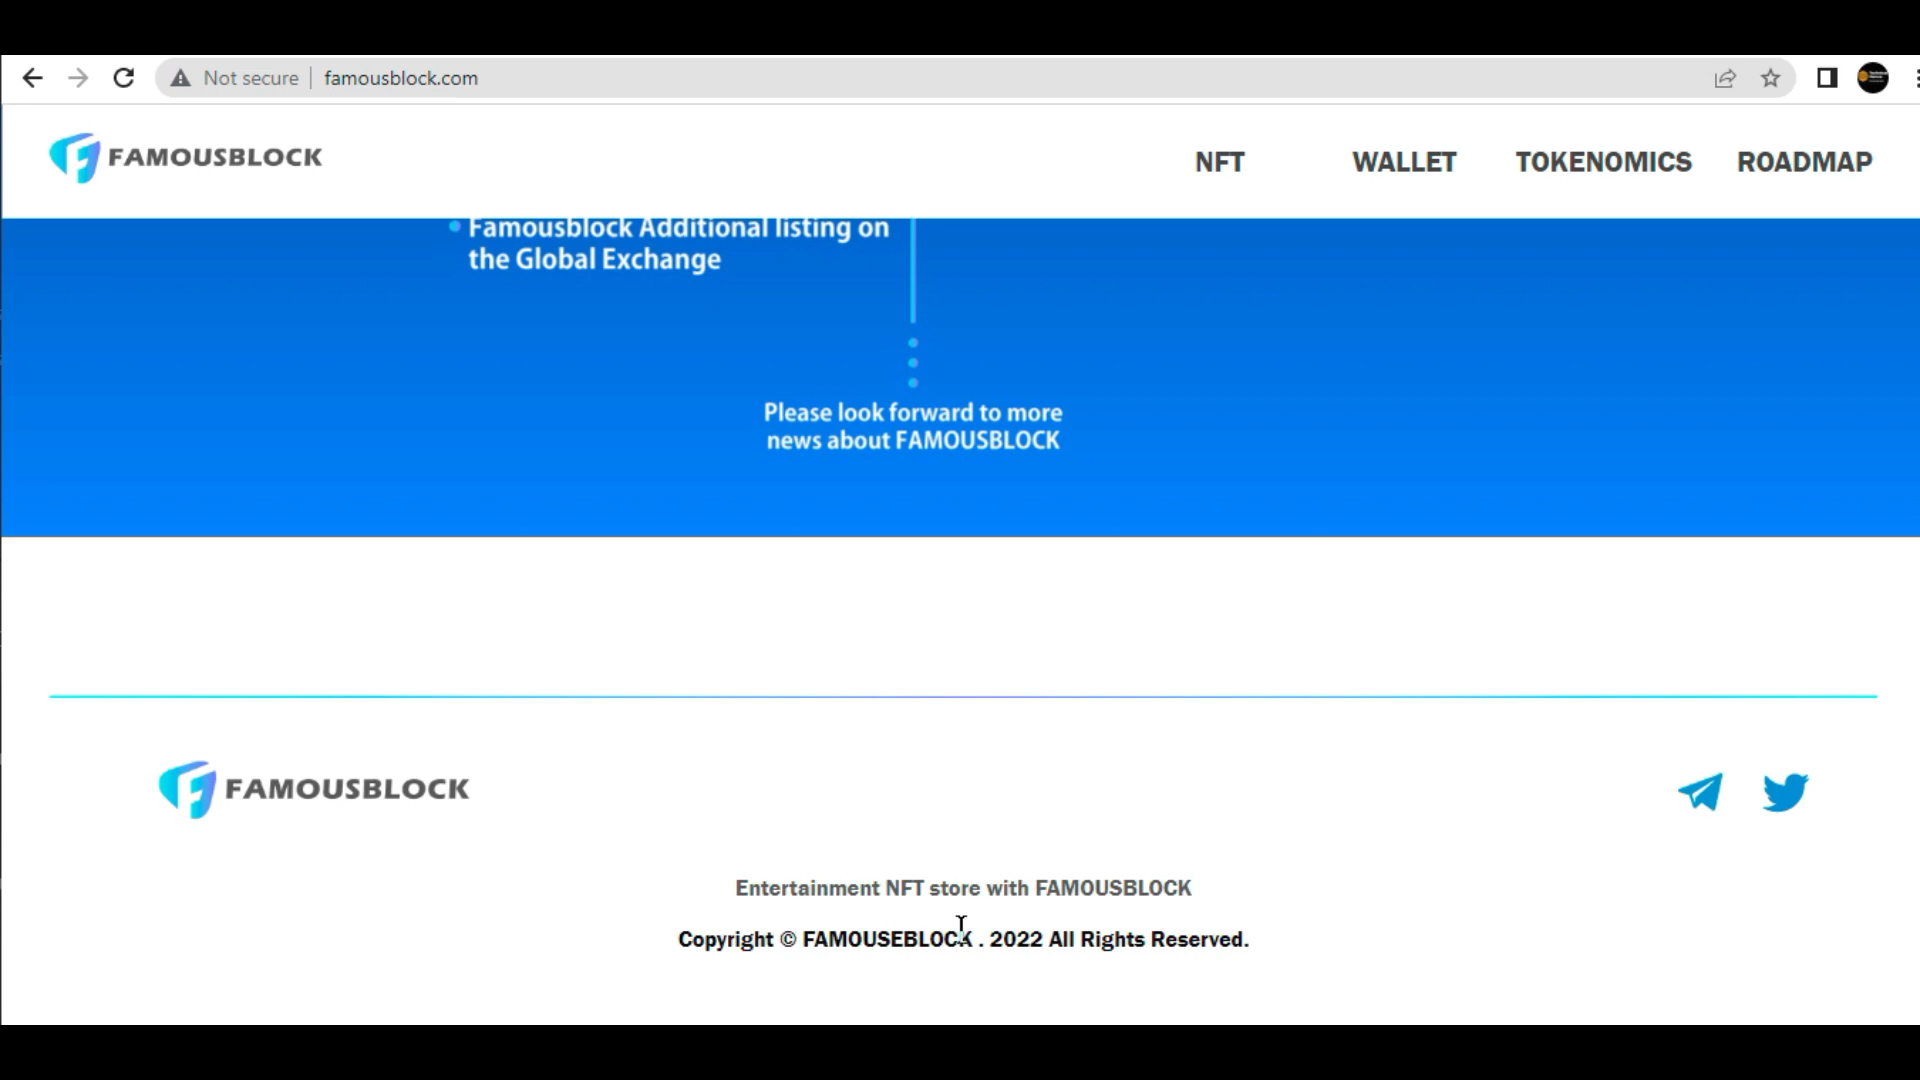 Not secure famousblock.com
FAMOUSBLOCK
NFT WALLET TOKENOMICS ROADMAP
Famousblock Additional listing on
the Global Exchange
Please look forward to more
news about FAMOUSBLOCK
FAMOUSBLOCK
Entertainment NFT store with FAMOUSBLOCK
Copyright © FAMOUSEBLOCK . 2022 All Rights Reserved.